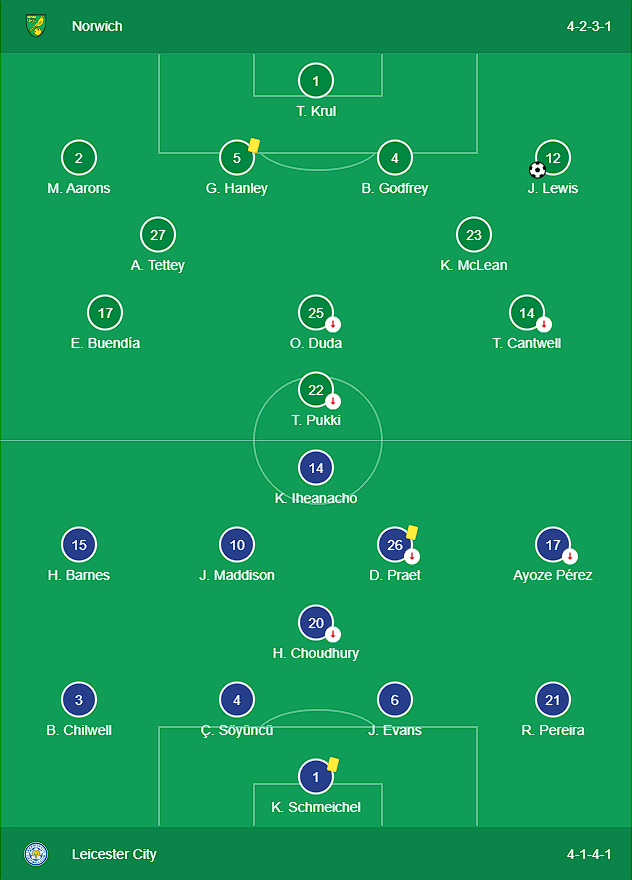 Norwich 4-2-3-1
1
T. Krul
2 5 4 12
M. Aarons G. Hanley B. Godfrey J. Lewis
27 23
A. Tettey K. McLean
17 25 14
E. Buendía O. Duda T. Cantwell
22
T. Pukki
14
K. Iheanacho
15 10 26 17
H. Barnes J. Maddison D. Praet Ayoze Pérez
20
H. Choudhury
3 4 6 21
B. Chilwell Ç. Söyüncü J. Evans R. Pereira
1
K. Schmeichel
Leicester City 4-1-4-1